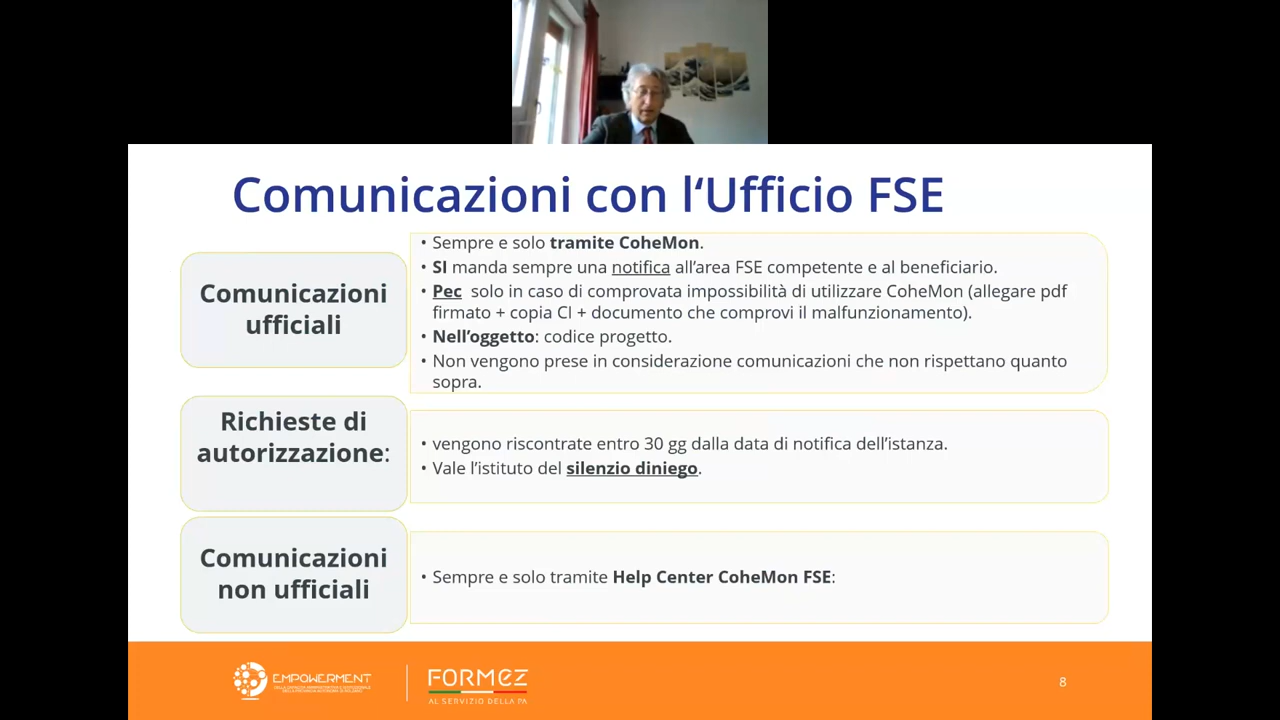 Comunicazioni con l‘Ufficio FSE
Comunicazioni
ufficiali
• Sempre e solo tramite CoheMon.
• SI manda sempre una notifica all’area FSE competente e al beneficiario.
• Pec solo in caso di comprovata impossibilità di utilizzare CoheMon (allegare pdf
firmato + copia CI + documento che comprovi il malfunzionamento).
• Nell’oggetto: codice progetto.
• Non vengono prese in considerazione comunicazioni che non rispettano quanto
sopra.
Richieste di
autorizzazione:
• vengono riscontrate entro 30 gg dalla data di notifica dell’istanza.
• Vale l’istituto del silenzio diniego.
Comunicazioni
non ufficiali
• Sempre e solo tramite Help Center CoheMon FSE:
EMPOWERMENT
FORMEZ
AL SERVIZIO DELLA PA
8